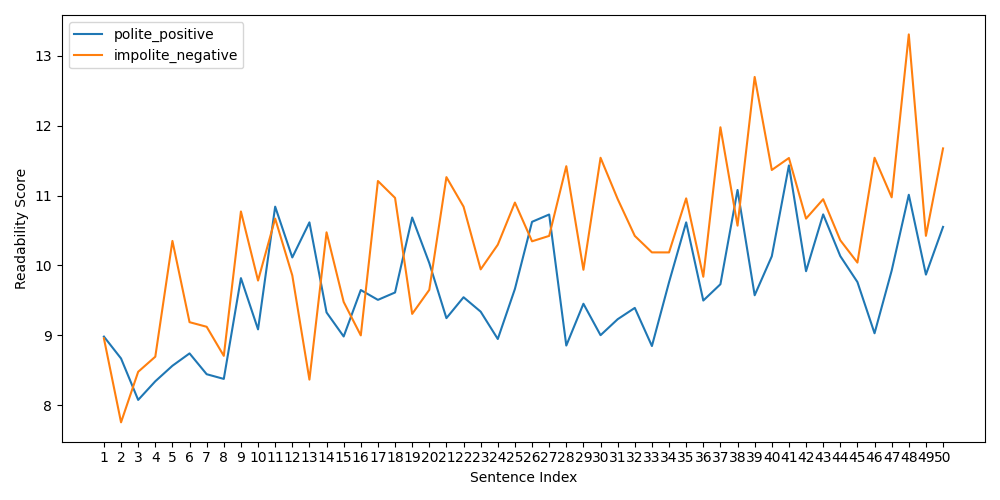 polite_positive
impolite_negative
13
12
11
10
9
8
Readability Score
1 2 3 4 5 6 7 8 9 10 11 12 13 14 15 16 17 18 19 20 21 22 23 24 25 26 27 28 29 30 31 32 33 34 35 36 37 38 39 40 41 42 43 44 45 46 47 48 49 50
Sentence Index